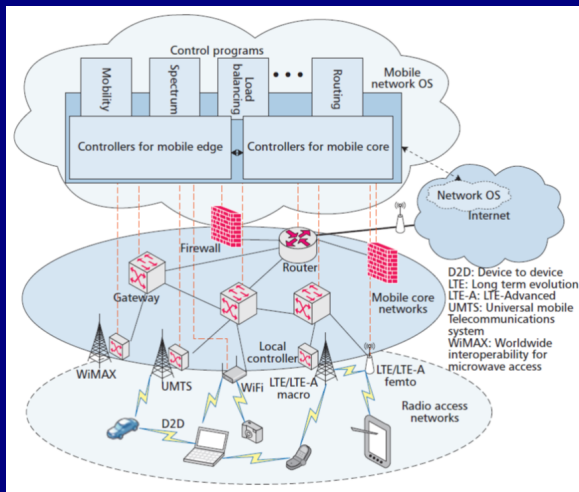 Control programs
Mobile
network OS
Mobility
Spectrum
Load
balancing
Routing
Controllers for mobile edge
Controllers for mobile core
Network OS
Internet
Firewall
Router
Gateway
Mobile core
networks
D2D: Device to device
LTE: Long term evolution
LTE-A: LTE-Advanced
UMTS: Universal mobile
Telecommunications
system
WiMAX: Worldwide
interoperability for
microwave access
Local
controller
WiMAX
UMTS
WiFi
LTE/LTE-A
macro
LTE/LTE-A
femto
Radio access
networks
D2D